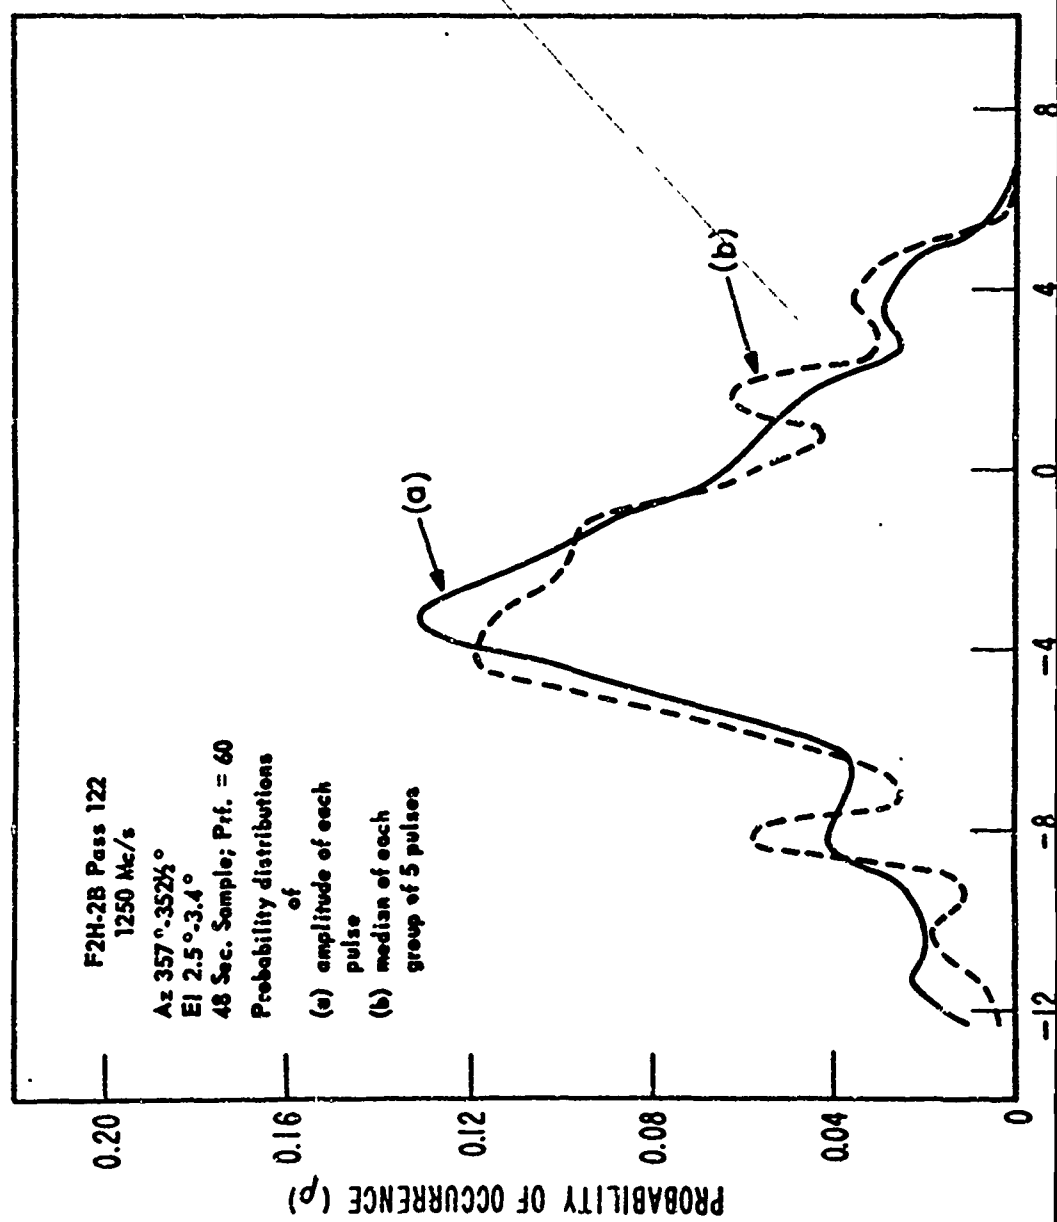 F2H-2B Pass 122
1250 Mc/s
Az 357°-352½°
El 2.5°-3.4°
48 Sec. Sample; Prf. = 60
Probability distributions
of
(a) amplitude of each
pulse
(b) median of each
group of 5 pulses
(a)
(b)
PROBABILITY OF OCCURRENCE (ρ)
0.20
0.16
0.12
0.08
0.04
0
-12
-8
-4
0
4
8